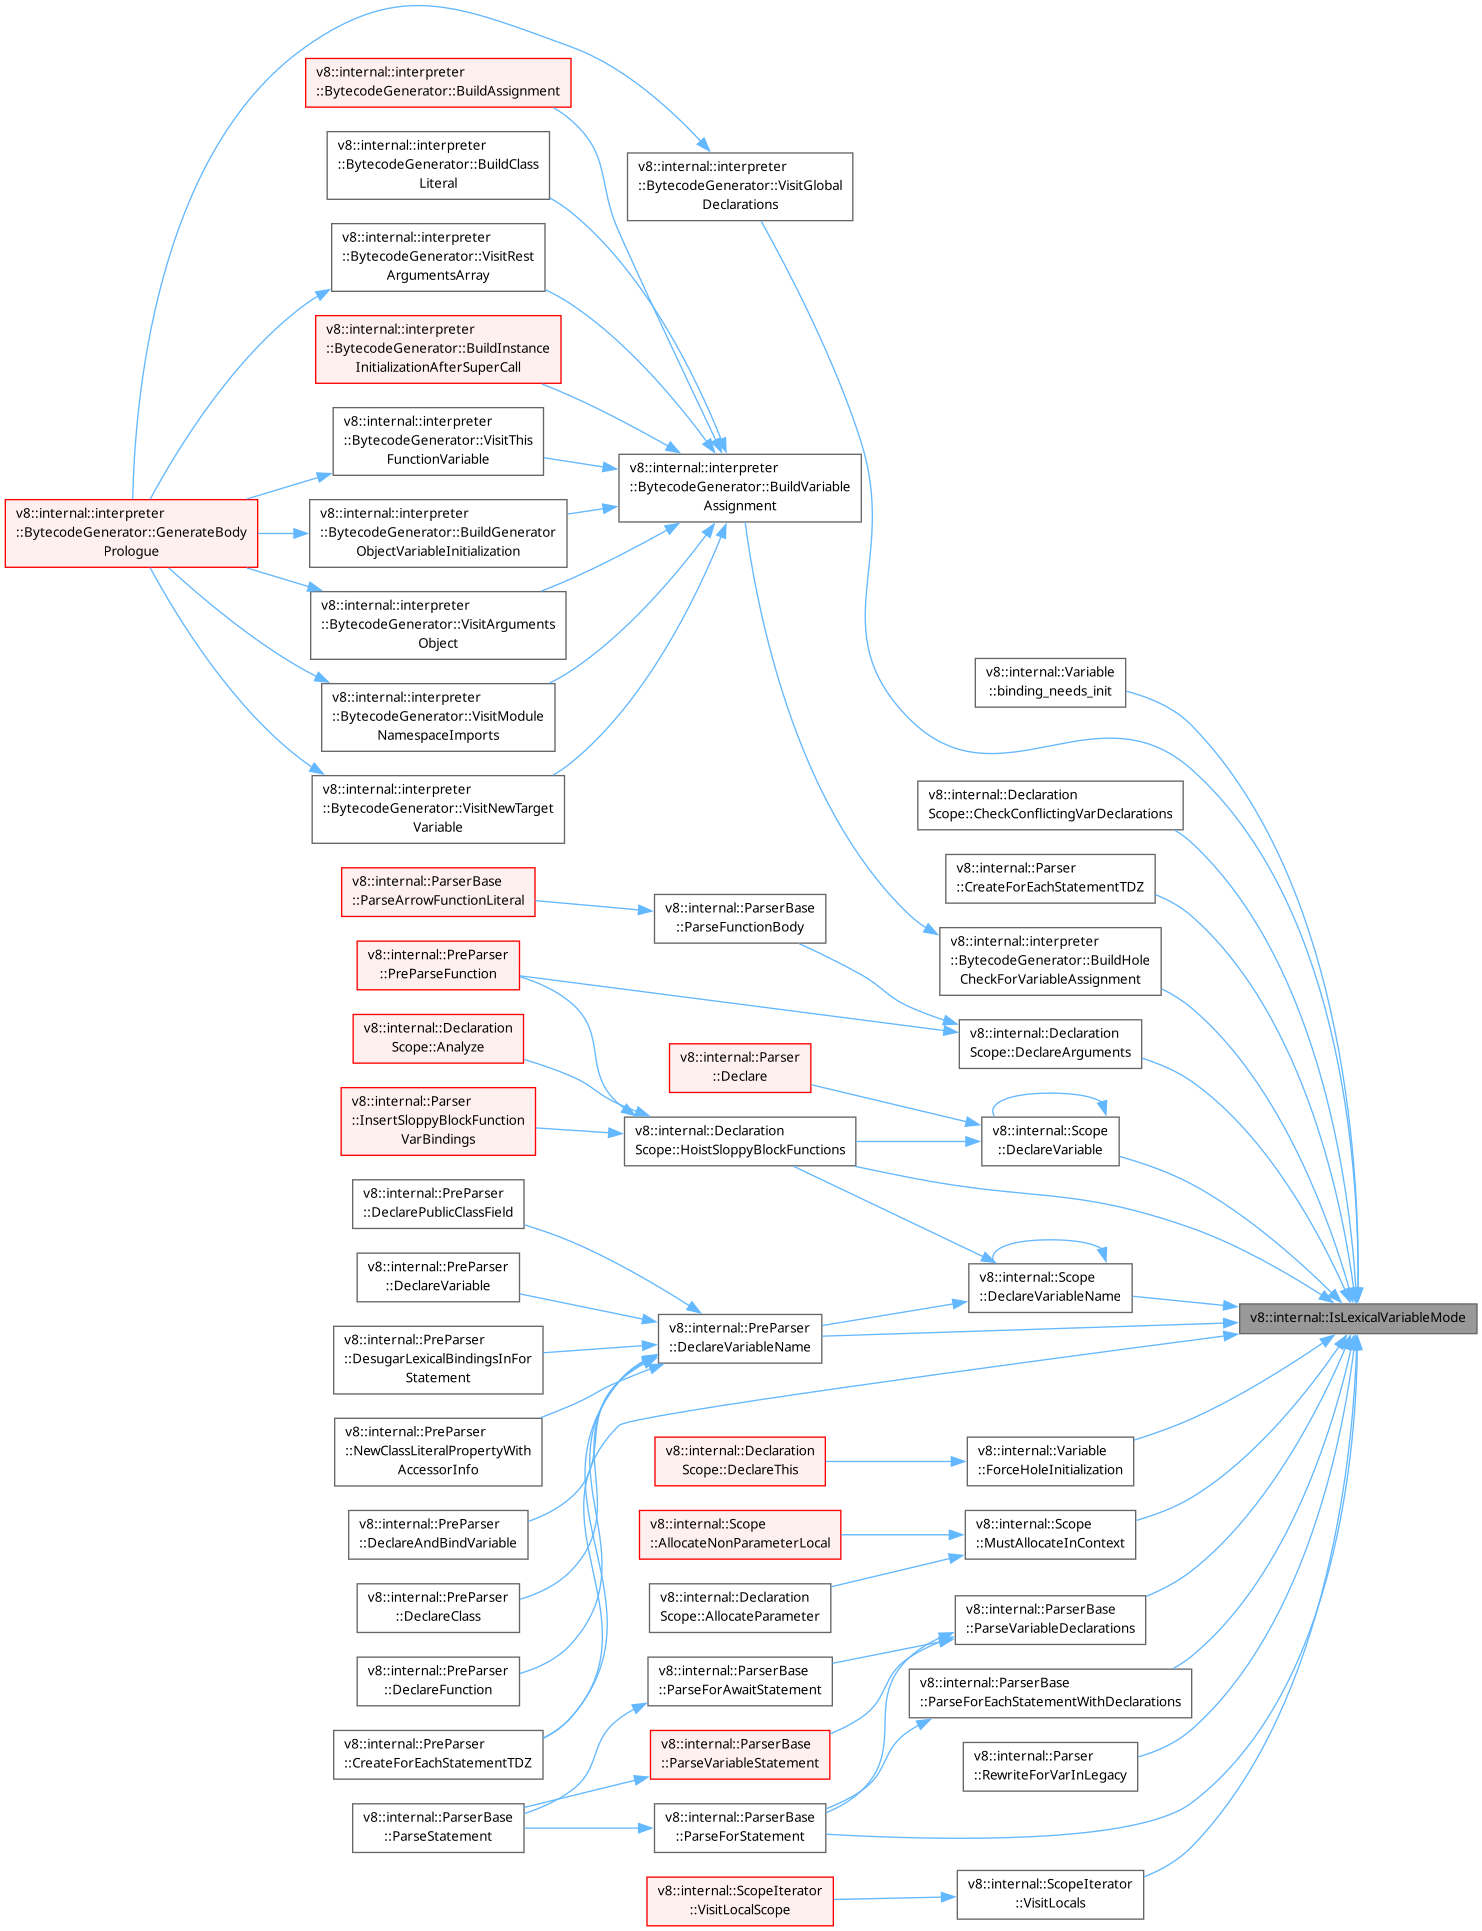 v8::internal::interpreter
::BytecodeGenerator::BuildAssignment
v8::internal::interpreter
::BytecodeGenerator::BuildClass
Literal
v8::internal::interpreter
::BytecodeGenerator::VisitGlobal
Declarations
v8::internal::interpreter
::BytecodeGenerator::VisitRest
ArgumentsArray
v8::internal::interpreter
::BytecodeGenerator::BuildInstance
InitializationAfterSuperCall
v8::internal::interpreter
::BytecodeGenerator::VisitThis
FunctionVariable
v8::internal::interpreter
::BytecodeGenerator::BuildVariable
Assignment
v8::internal::interpreter
::BytecodeGenerator::GenerateBody
Prologue
v8::internal::interpreter
::BytecodeGenerator::BuildGenerator
ObjectVariableInitialization
v8::internal::interpreter
::BytecodeGenerator::VisitArguments
Object
v8::internal::interpreter
::BytecodeGenerator::VisitModule
NamespaceImports
v8::internal::Variable
::binding_needs_init
v8::internal::interpreter
::BytecodeGenerator::VisitNewTarget
Variable
v8::internal::Declaration
Scope::CheckConflictingVarDeclarations
v8::internal::ParserBase
::ParseArrowFunctionLiteral
v8::internal::ParserBase
::ParseFunctionBody
v8::internal::Parser
::CreateForEachStatementTDZ
v8::internal::PreParser
::PreParseFunction
v8::internal::interpreter
::BytecodeGenerator::BuildHole
CheckForVariableAssignment
v8::internal::Declaration
Scope::Analyze
v8::internal::Parser
::Declare
v8::internal::Declaration
Scope::DeclareArguments
v8::internal::Parser
::InsertSloppyBlockFunction
VarBindings
v8::internal::Declaration
Scope::HoistSloppyBlockFunctions
v8::internal::Scope
::DeclareVariable
v8::internal::PreParser
::DeclarePublicClassField
v8::internal::PreParser
::DeclareVariable
v8::internal::Scope
::DeclareVariableName
v8::internal::IsLexicalVariableMode
v8::internal::PreParser
::DesugarLexicalBindingsInFor
Statement
v8::internal::PreParser
::DeclareVariableName
v8::internal::PreParser
::NewClassLiteralPropertyWith
AccessorInfo
v8::internal::Declaration
Scope::DeclareThis
v8::internal::Variable
::ForceHoleInitialization
v8::internal::PreParser
::DeclareAndBindVariable
v8::internal::Scope
::AllocateNonParameterLocal
v8::internal::Scope
::MustAllocateInContext
v8::internal::PreParser
::DeclareClass
v8::internal::Declaration
Scope::AllocateParameter
v8::internal::ParserBase
::ParseVariableDeclarations
v8::internal::PreParser
::DeclareFunction
v8::internal::ParserBase
::ParseForAwaitStatement
v8::internal::ParserBase
::ParseForEachStatementWithDeclarations
v8::internal::PreParser
::CreateForEachStatementTDZ
v8::internal::ParserBase
::ParseVariableStatement
v8::internal::Parser
::RewriteForVarInLegacy
v8::internal::ParserBase
::ParseStatement
v8::internal::ParserBase
::ParseForStatement
v8::internal::ScopeIterator
::VisitLocalScope
v8::internal::ScopeIterator
::VisitLocals